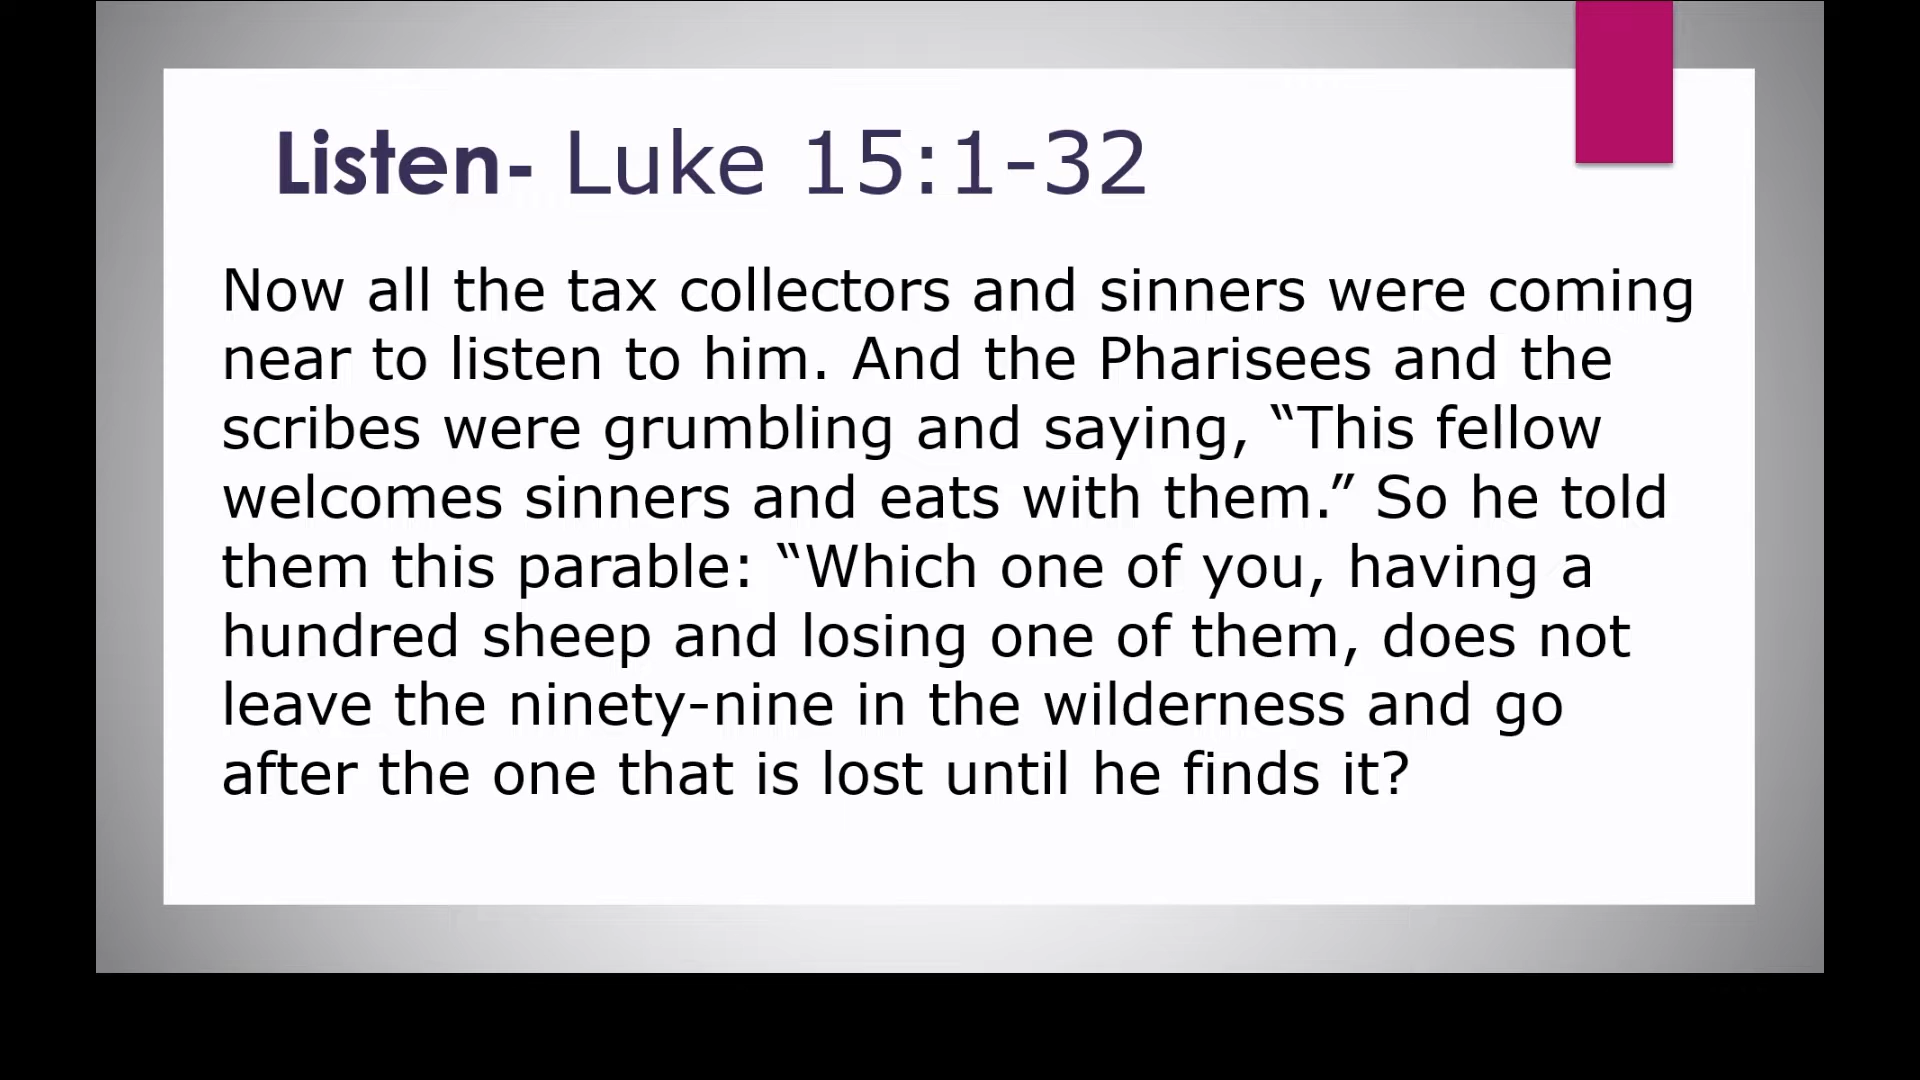 Listen- Luke 15:1-32
Now all the tax collectors and sinners were coming
near to listen to him. And the Pharisees and the
scribes were grumbling and saying, “This fellow
welcomes sinners and eats with them.” So he told
them this parable: “Which one of you, having a
hundred sheep and losing one of them, does not
leave the ninety-nine in the wilderness and go
after the one that is lost until he finds it?